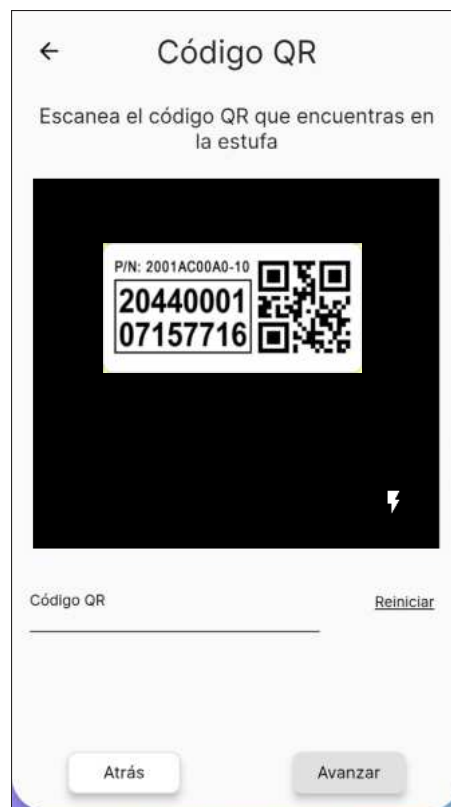 Código QR
Escanea el código QR que encuentras en
la estufa
P/N: 2001AC00A0-10
20440001
07157716
Código QR
Reiniciar
Atrás
Avanzar